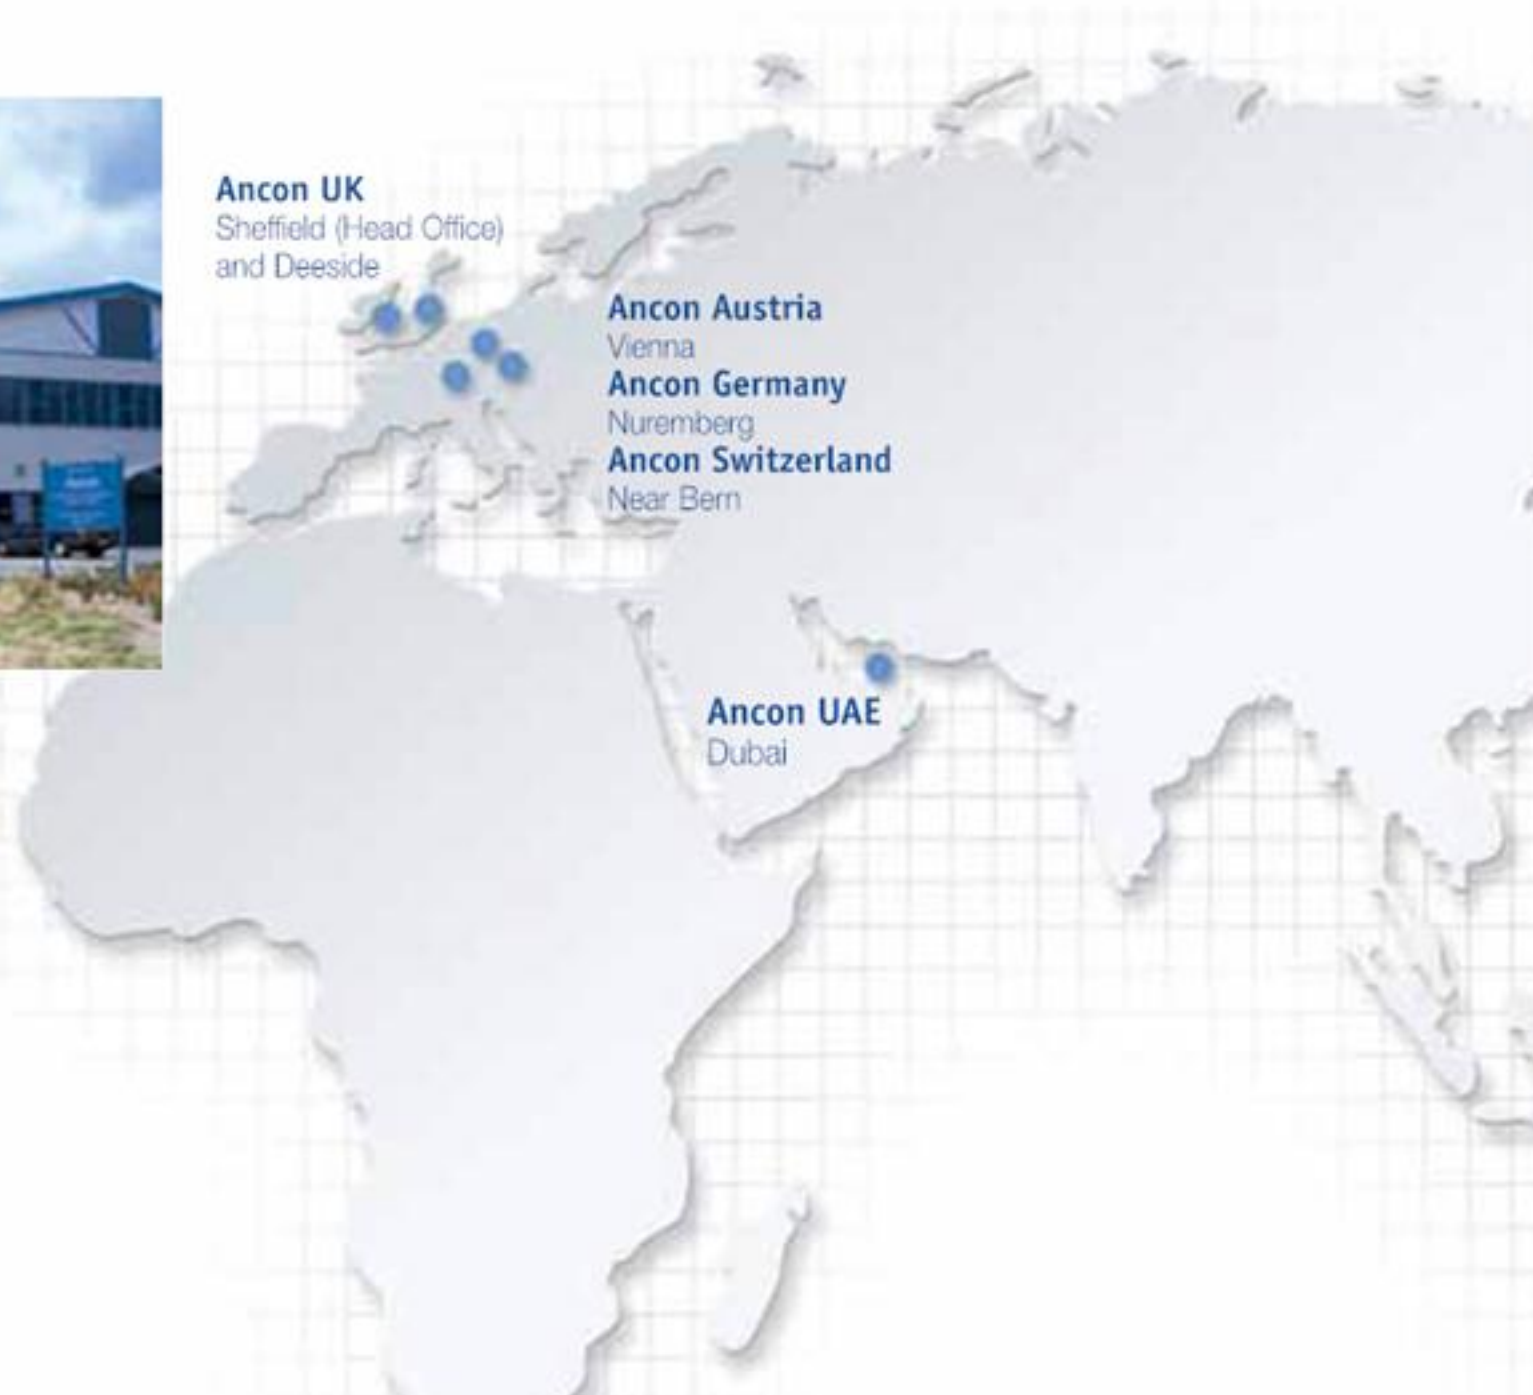 Ancon UK
Sheffield (Head Office)
and Deeside
Ancon Austria
Vienna
Ancon Germany
Nuremberg
Ancon Switzerland
Near Bern
Ancon UAE
Dubai